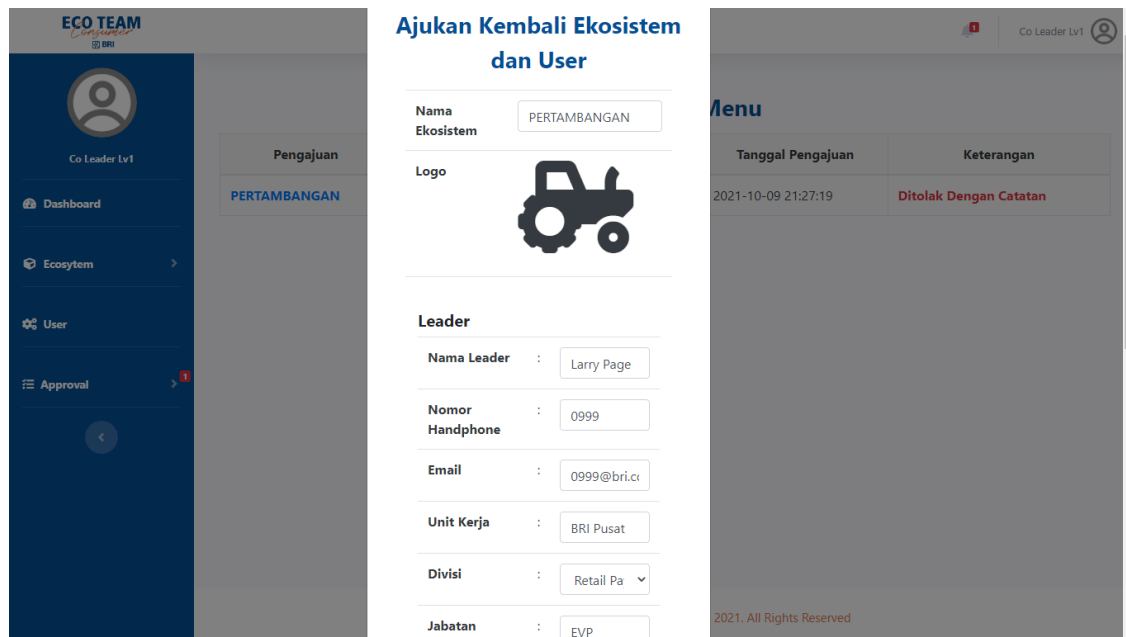 ECO TEAM
Consumer
BRI
Co Leader Lv1
Dashboard
Ecosytem
User
Approval
1
1
Co Leader Lv1
Menu
Pengajuan
Tanggal Pengajuan
Keterangan
PERTAMBANGAN
2021-10-09 21:27:19
Ditolak Dengan Catatan
2021. All Rights Reserved
Ajukan Kembali Ekosistem
dan User
Nama
Ekosistem
PERTAMBANGAN
Logo
Leader
Nama Leader : Larry Page
Nomor
Handphone : 0999
Email : 0999@bri.co
Unit Kerja : BRI Pusat
Divisi : Retail Pa
Jabatan : EVP